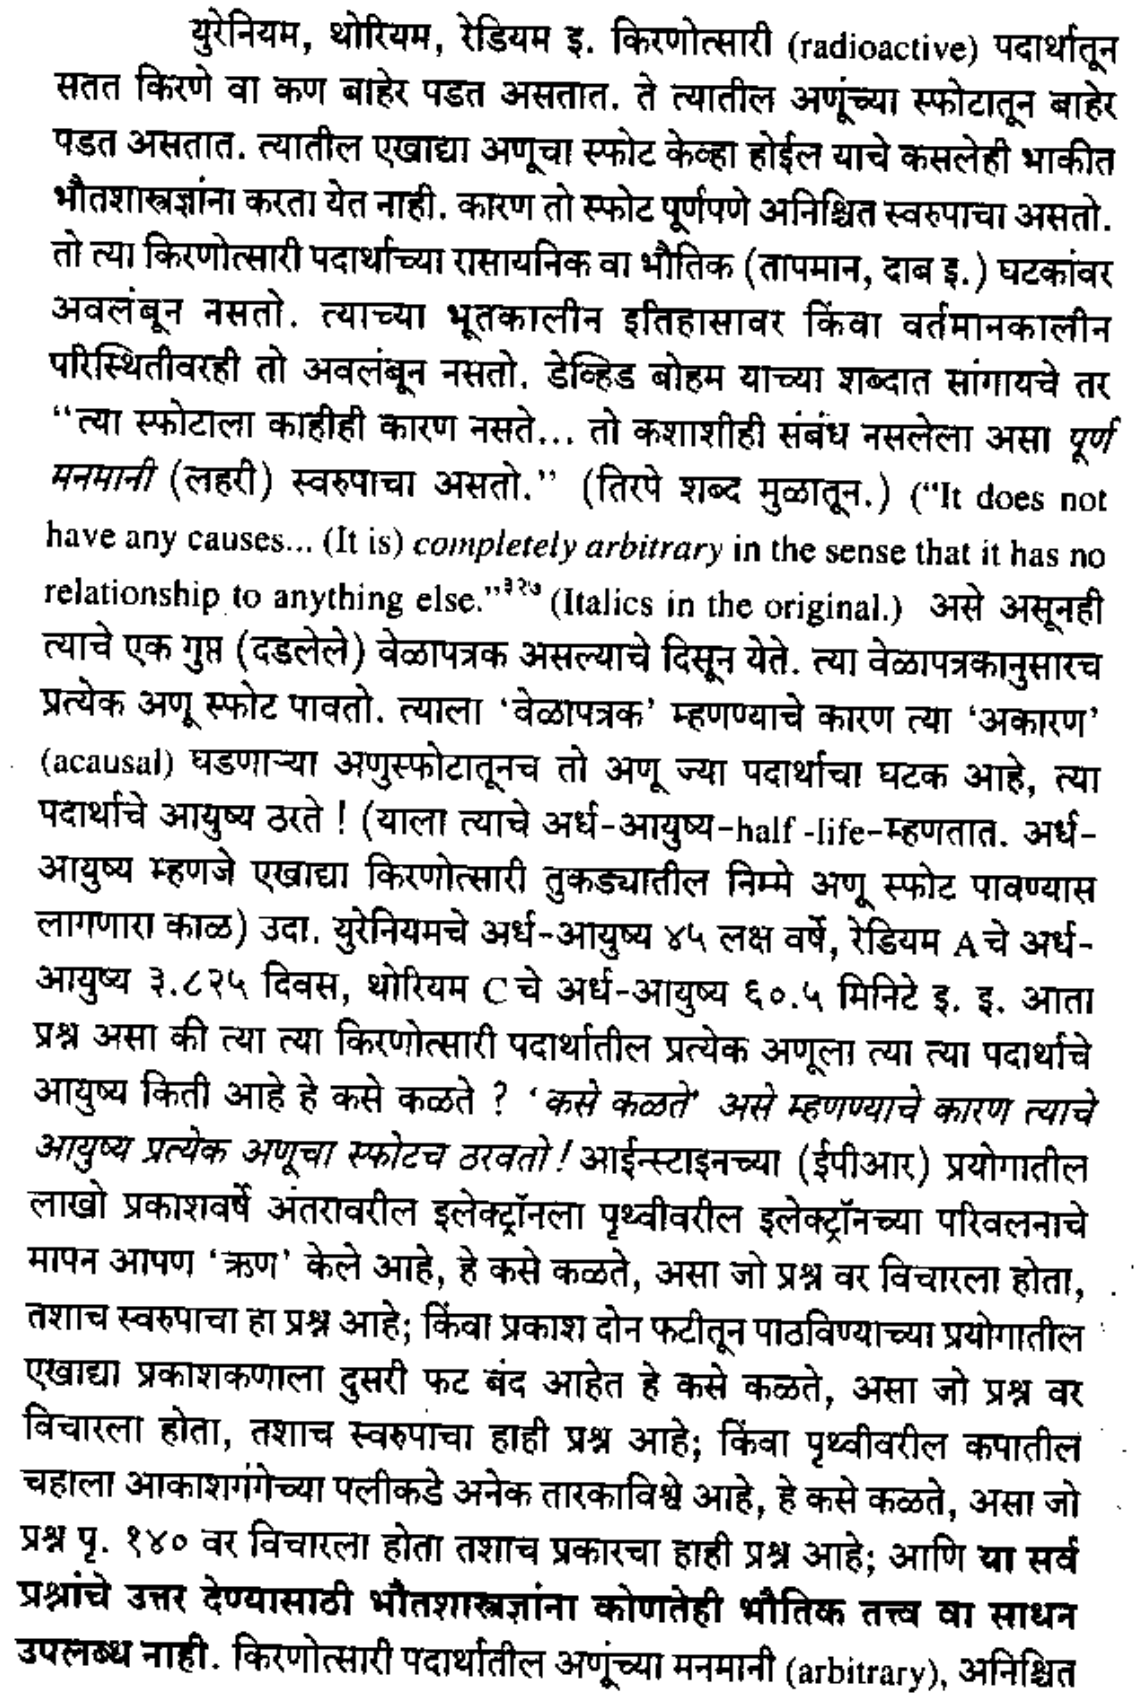 युरेनियम, थोरियम, रेडियम इ. किरणोत्सारी (radioactive) पदार्थातून
सतत किरणे वा कण बाहेर पडत असतात. ते त्यातील अणूंच्या स्फोटातून बाहेर
पडत असतात. त्यातील एखाद्या अणूचा स्फोट केव्हा होईल याचे कसलेही भाकीत
भौतशास्त्रज्ञांना करता येत नाही. कारण तो स्फोट पूर्णपणे अनिश्चित स्वरुपाचा असतो.
तो त्या किरणोत्सारी पदार्थाच्या रासायनिक वा भौतिक (तापमान, दाब इ.) घटकांवर
अवलंबून नसतो. त्याच्या भूतकालीन इतिहासावर किंवा वर्तमानकालीन
परिस्थितीवरही तो अवलंबून नसतो. डेव्हिड बोहम याच्या शब्दात सांगायचे तर
“त्या स्फोटाला काहीही कारण नसते... तो कशाशीही संबंध नसलेला असा पूर्ण
मनमानी (लहरी) स्वरुपाचा असतो.” (तिरपे शब्द मुळातून.) (“It does not
have any causes... (It is) completely arbitrary in the sense that it has no
relationship to anything else.”३२७ (Italics in the original.) असे असूनही
त्याचे एक गुप्त (दडलेले) वेळापत्रक असल्याचे दिसून येते. त्या वेळापत्रकानुसारच
प्रत्येक अणू स्फोट पावतो. त्याला ‘वेळापत्रक’ म्हणण्याचे कारण त्या ‘अकारण’
(acausal) घडणाऱ्या अणुस्फोटातूनच तो अणू ज्या पदार्थाचा घटक आहे, त्या
पदार्थाचे आयुष्य ठरते ! (याला त्याचे अर्ध-आयुष्य-half -life-म्हणतात. अर्ध-
आयुष्य म्हणजे एखाद्या किरणोत्सारी तुकड्यातील निम्मे अणू स्फोट पावण्यास
लागणारा काळ) उदा. युरेनियमचे अर्ध-आयुष्य ४५ लक्ष वर्षे, रेडियम A चे अर्ध-
आयुष्य ३.८२५ दिवस, थोरियम C चे अर्ध-आयुष्य ६०.५ मिनिटे इ. इ. आता
प्रश्न असा की त्या त्या किरणोत्सारी पदार्थातील प्रत्येक अणूला त्या त्या पदार्थाचे
आयुष्य किती आहे हे कसे कळते ? ‘कसे कळते’ असे म्हणण्याचे कारण त्याचे
आयुष्य प्रत्येक अणूचा स्फोटच ठरवतो ! आईन्स्टाइनच्या (ईपीआर) प्रयोगातील
लाखो प्रकाशवर्षे अंतरावरील इलेक्ट्रॉनला पृथ्वीवरील इलेक्ट्रॉनच्या परिवलनाचे
मापन आपण ‘ऋण’ केले आहे, हे कसे कळते, असा जो प्रश्न वर विचारला होता,
तशाच स्वरुपाचा हा प्रश्न आहे; किंवा प्रकाश दोन फटीतून पाठविण्याच्या प्रयोगातील
एखाद्या प्रकाशकणाला दुसरी फट बंद आहेत हे कसे कळते, असा जो प्रश्न वर
विचारला होता, तशाच स्वरुपाचा हाही प्रश्न आहे; किंवा पृथ्वीवरील कपातील
चहाला आकाशगंगेच्या पलीकडे अनेक तारकाविश्वे आहे, हे कसे कळते, असा जो
प्रश्न पृ. १४० वर विचारला होता तशाच प्रकारचा हाही प्रश्न आहे; आणि या सर्व
प्रश्नांचे उत्तर देण्यासाठी भौतशास्त्रज्ञांना कोणतेही भौतिक तत्त्व वा साधन
उपलब्ध नाही. किरणोत्सारी पदार्थातील अणूंच्या मनमानी (arbitrary), अनिश्चित